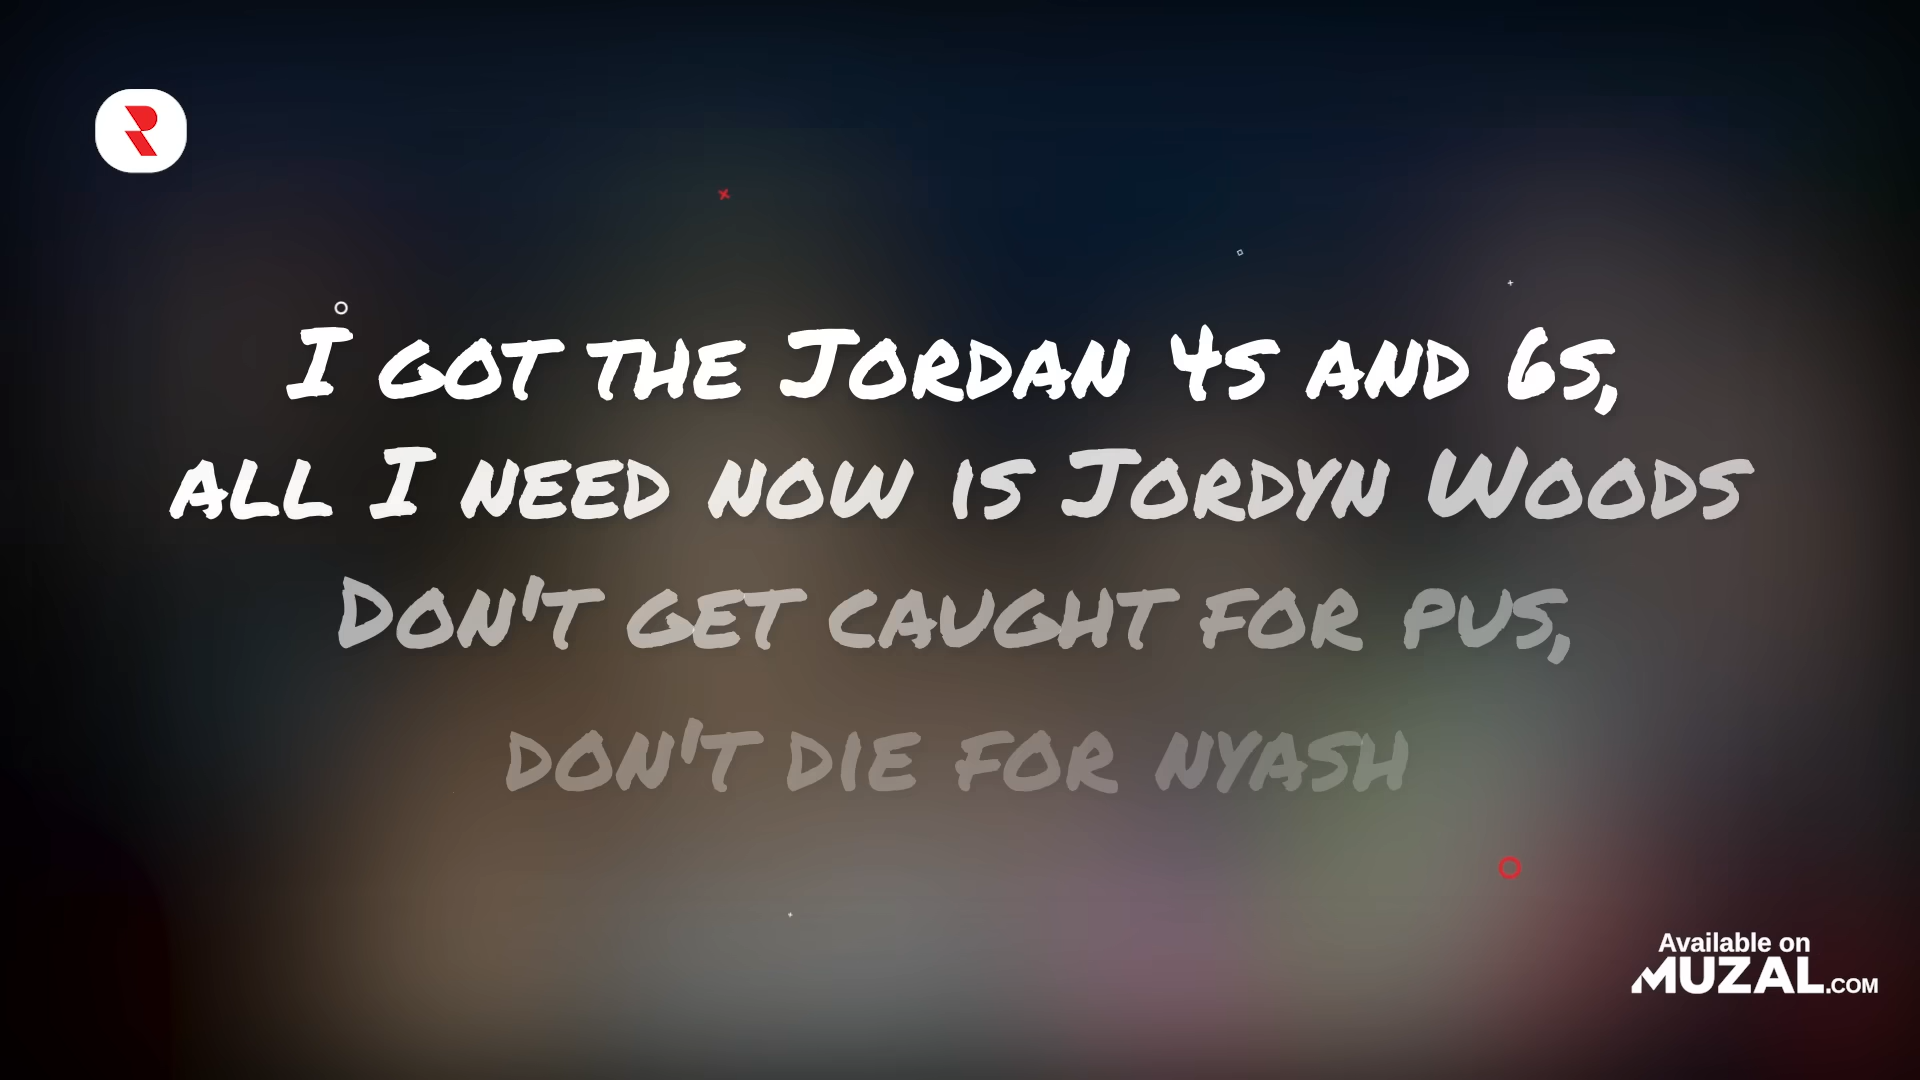 I got the Jordan 4s and 6s,
all I need now is Jordyn Woods
Don't get caught for pus,
don't die for nyash
Available on
MUZAL.COM